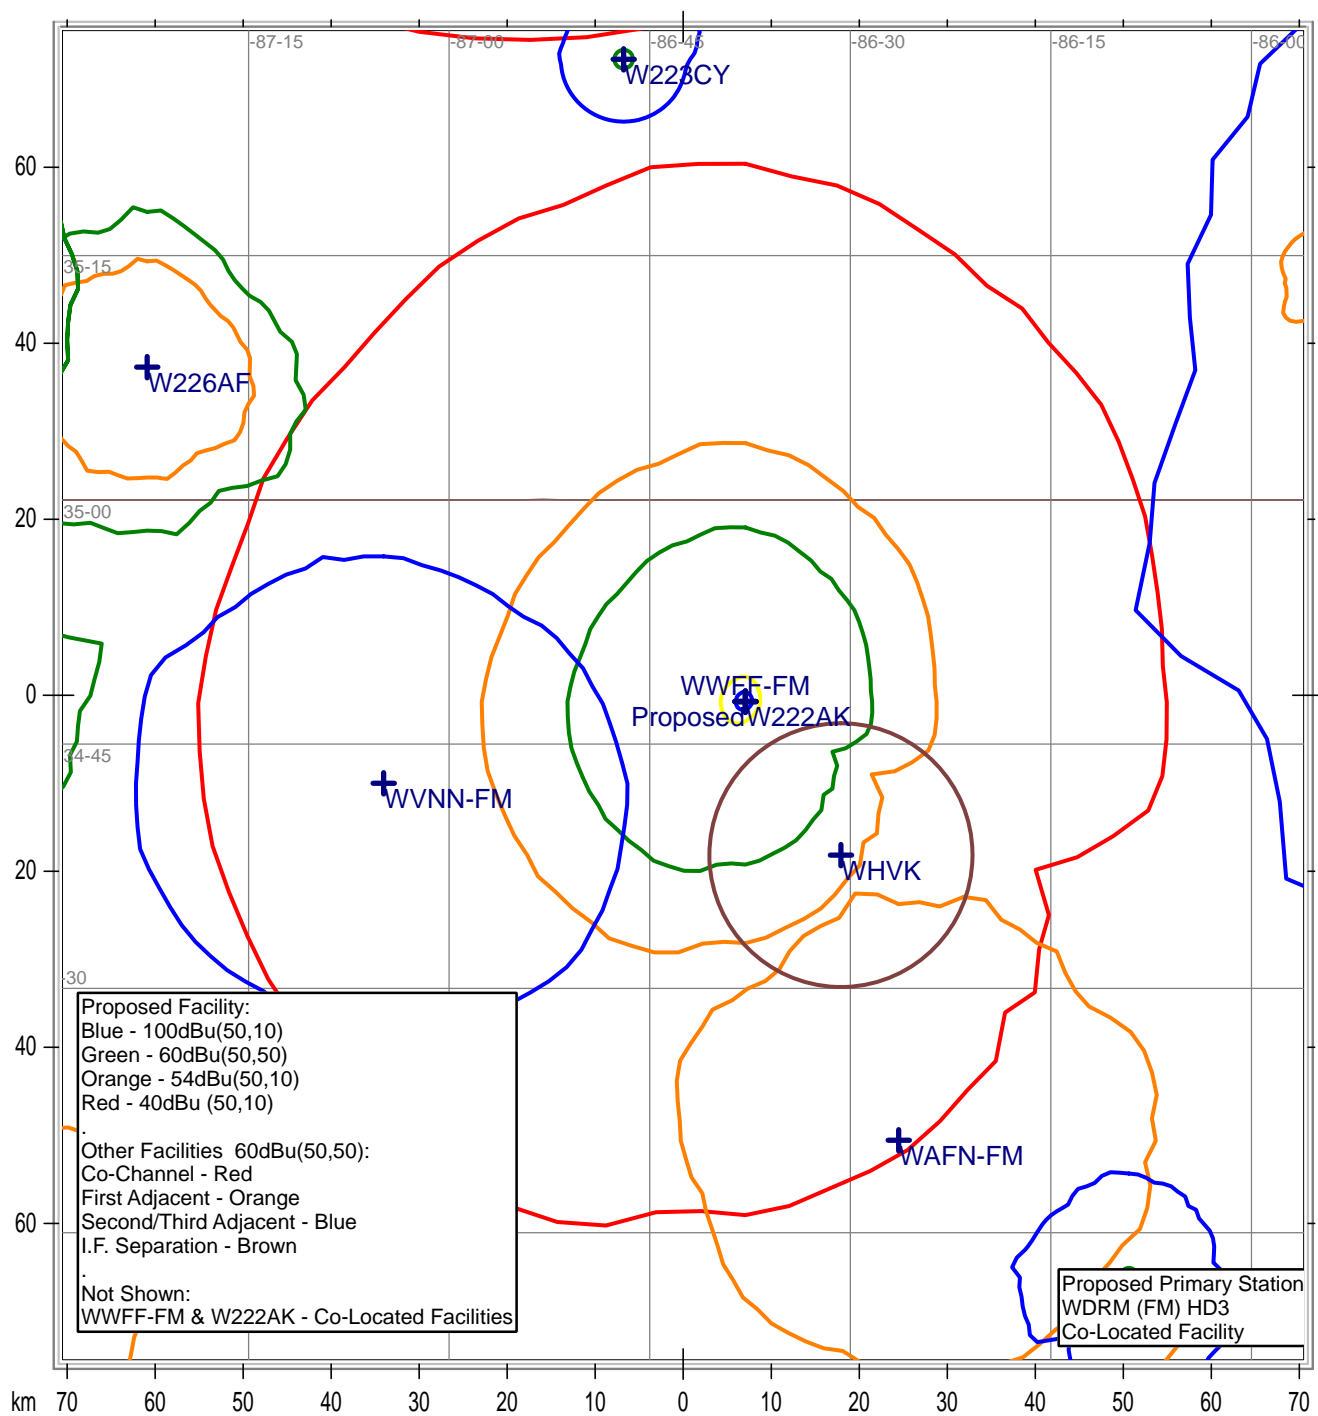 -87-15
-87-00
-86-45
-86-30
-86-15
-86-00
W223CY
60
35-15
40
W226AF
20
35-00
WWFF-FM
0
Proposed W222AK
34-45
WVNN-FM
20
WHVK
-30
Proposed Facility:
Blue - 100dBu(50,10)
Green - 60dBu(50,50)
Orange - 54dBu(50,10)
Red - 40dBu (50,10)
.
Other Facilities  60dBu(50,50):
Co-Channel - Red
First Adjacent - Orange
Second/Third Adjacent - Blue
I.F. Separation - Brown
.
Not Shown:
WWFF-FM & W222AK - Co-Located Facilities
40
WAFN-FM
60
Proposed Primary Station
WDRM (FM) HD3
Co-Located Facility
km 70 60 50 40 30 20 10 0 10 20 30 40 50 60 70